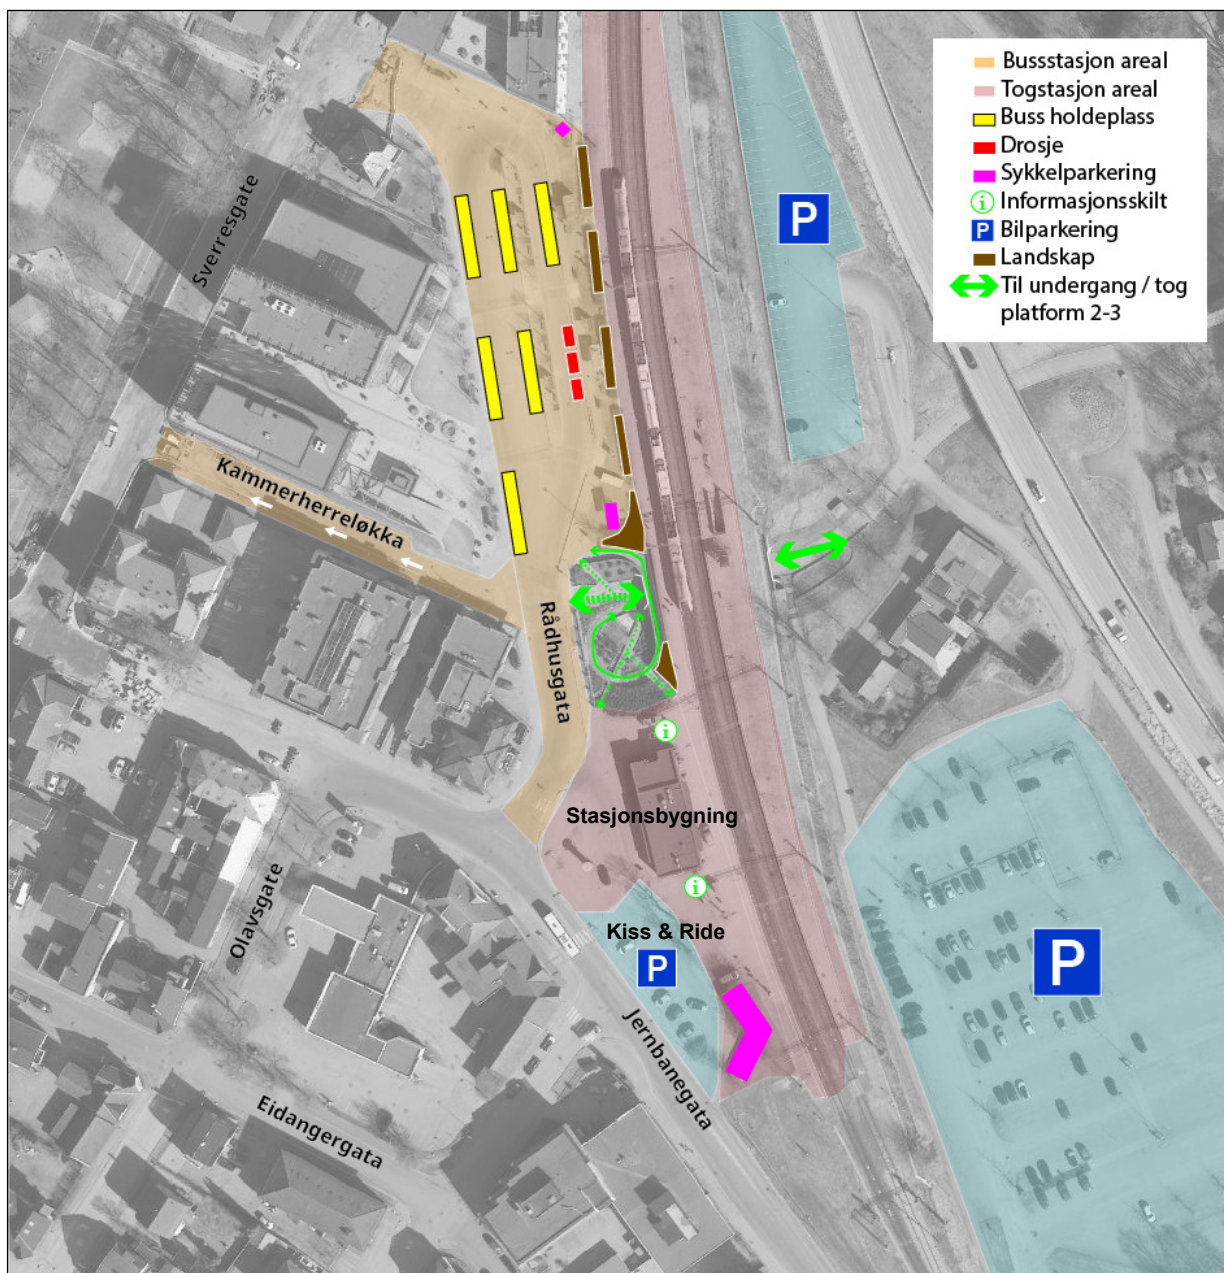 Bussstasjon areal
Togstasjon areal
Buss holdeplass
Drosje
Sykkelparkering
i Informasjonsskilt
P Bilparkering
Landskap
Til undergang / tog
platform 2-3
P
Sverresgate
Kammerherreløkka
Rådhusgata
i
Stasjonsbygning
i
Olavsgate
Kiss & Ride
P
P
Jernbanegata
Eidangergata